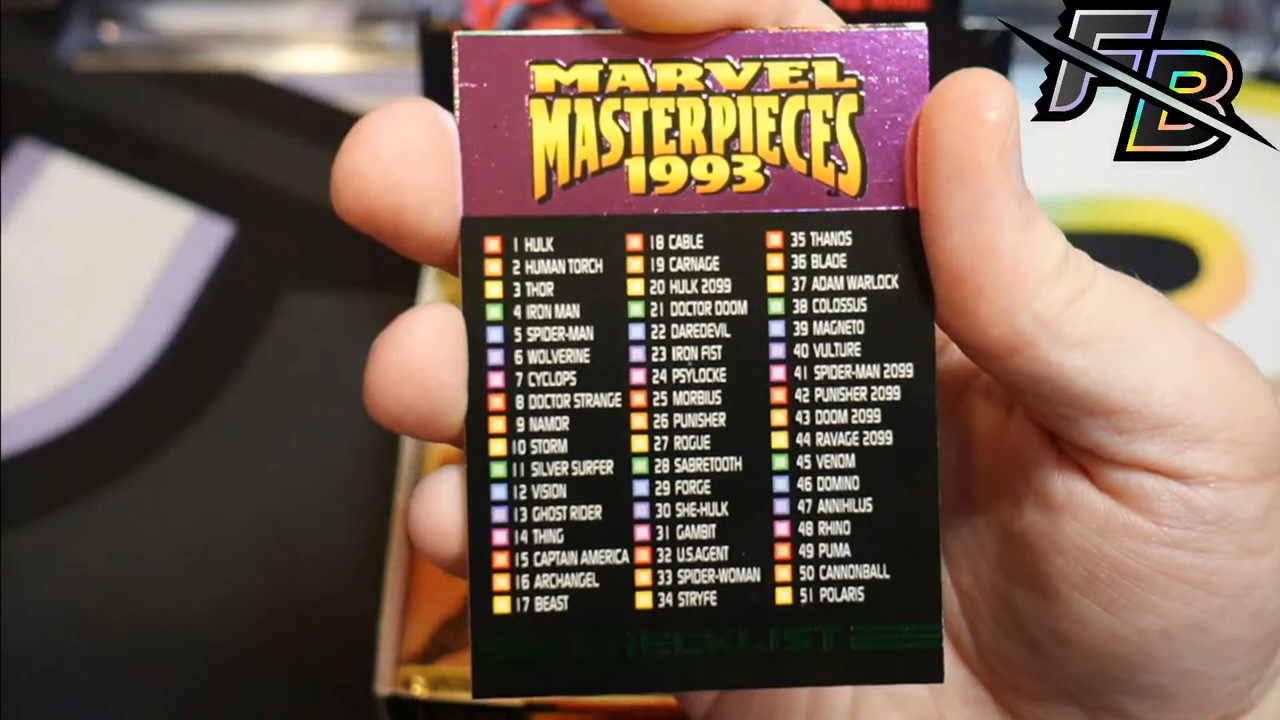 MARVEL
MASTERPIECES
1993
1 HULK
2 HUMAN TORCH
3 THOR
4 IRON MAN
5 SPIDER-MAN
6 WOLVERINE
7 CYCLOPS
8 DOCTOR STRANGE
9 NAMOR
10 STORM
11 SILVER SURFER
12 VISION
13 GHOST RIDER
14 THING
15 CAPTAIN AMERICA
16 ARCHANGEL
17 BEAST
18 CABLE
19 CARNAGE
20 HULK 2099
21 DOCTOR DOOM
22 DAREDEVIL
23 IRON FIST
24 PSYLOCKE
25 MORBIUS
26 PUNISHER
27 ROGUE
28 SABRETOOTH
29 FORGE
30 SHE-HULK
31 GAMBIT
32 U.S.AGENT
33 SPIDER-WOMAN
34 STRYFE
35 THANOS
36 BLADE
37 ADAM WARLOCK
38 COLOSSUS
39 MAGNETO
40 VULTURE
41 SPIDER-MAN 2099
42 PUNISHER 2099
43 DOOM 2099
44 RAVAGE 2099
45 VENOM
46 DOMINO
47 ANNIHILUS
48 RHINO
49 PUMA
50 CANNONBALL
51 POLARIS
CHECKLIST
FB